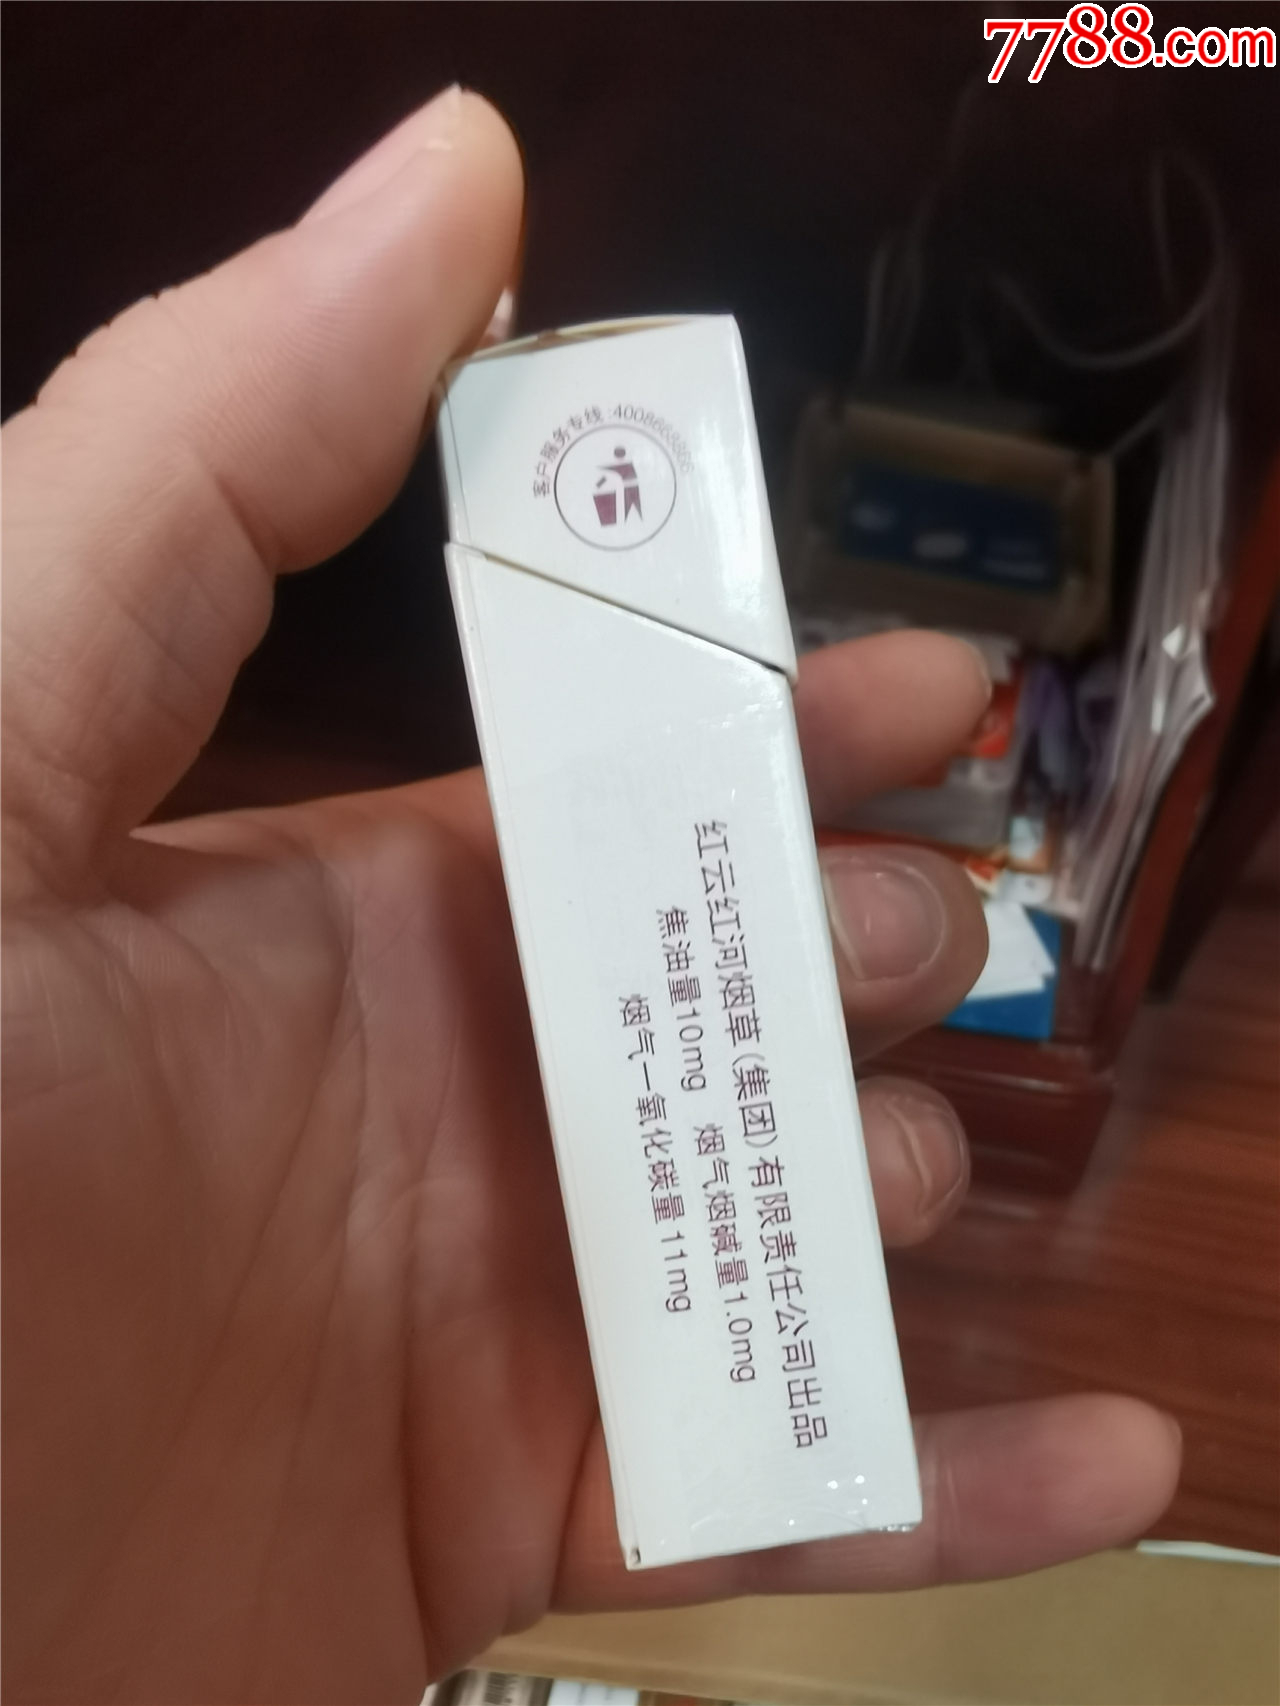 7788.com
客户服务专线:4008668866
红云红河烟草(集团)有限责任公司出品
焦油量10mg 烟气烟碱量1.0mg
烟气一氧化碳量11mg